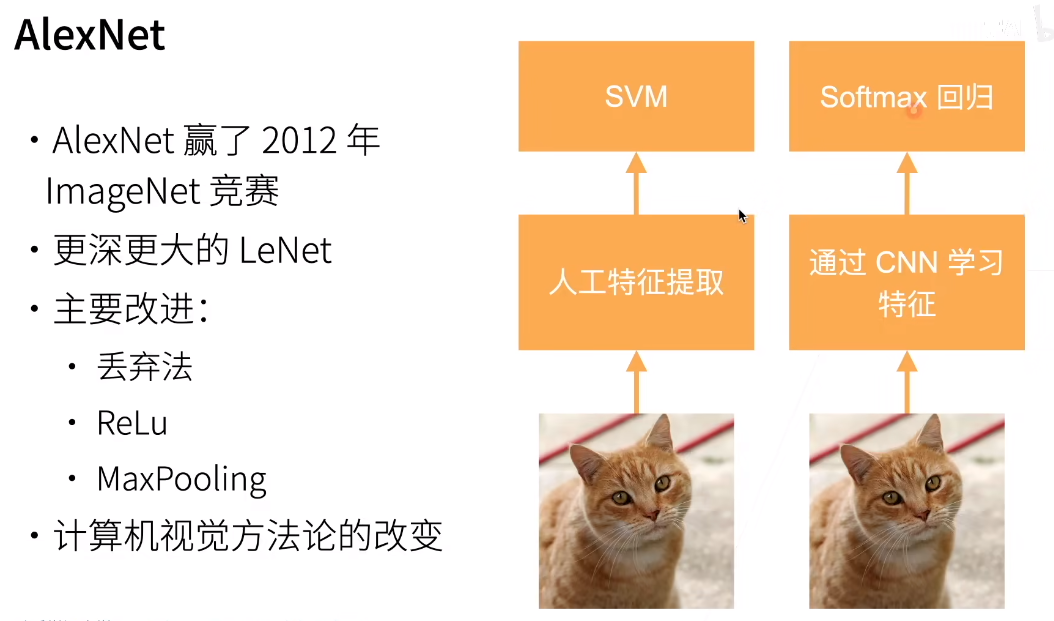 AlexNet
• AlexNet 赢了 2012 年
ImageNet 竞赛
• 更深更大的 LeNet
• 主要改进：
• 丢弃法
• ReLu
• MaxPooling
• 计算机视觉方法论的改变
SVM
人工特征提取
Softmax 回归
通过 CNN 学习
特征